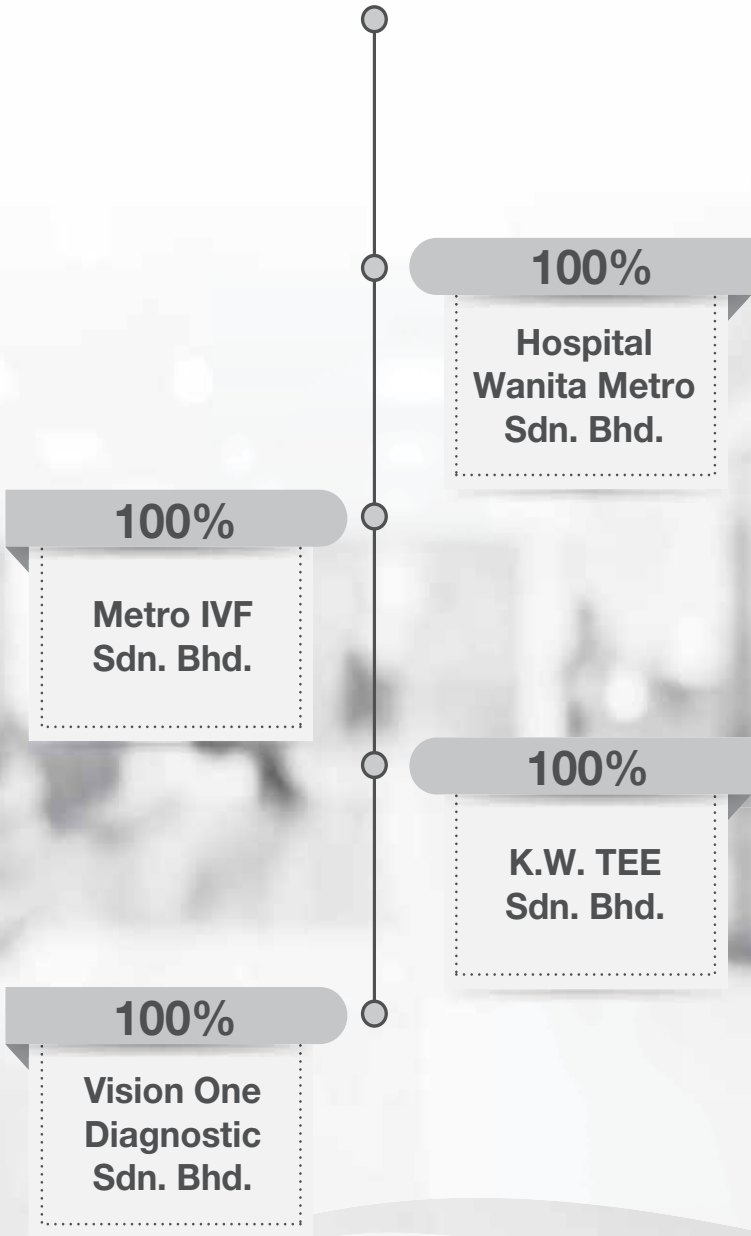 100%
Hospital
Wanita Metro
Sdn. Bhd.
100%
Metro IVF
Sdn. Bhd.
100%
K.W. TEE
Sdn. Bhd.
100%
Vision One
Diagnostic
Sdn. Bhd.